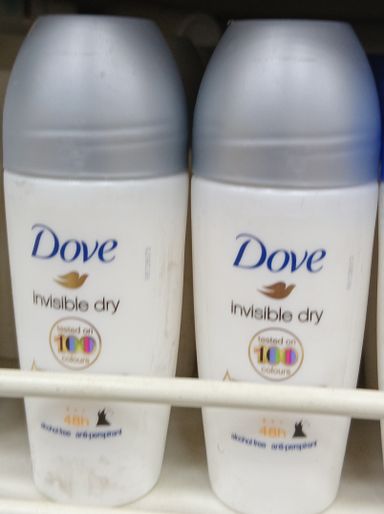 Dove
invisible dry
tested on
100
colours
48h
alcohol free anti-perspirant
Dove
invisible dry
tested on
100
colours
48h
alcohol free anti-perspirant